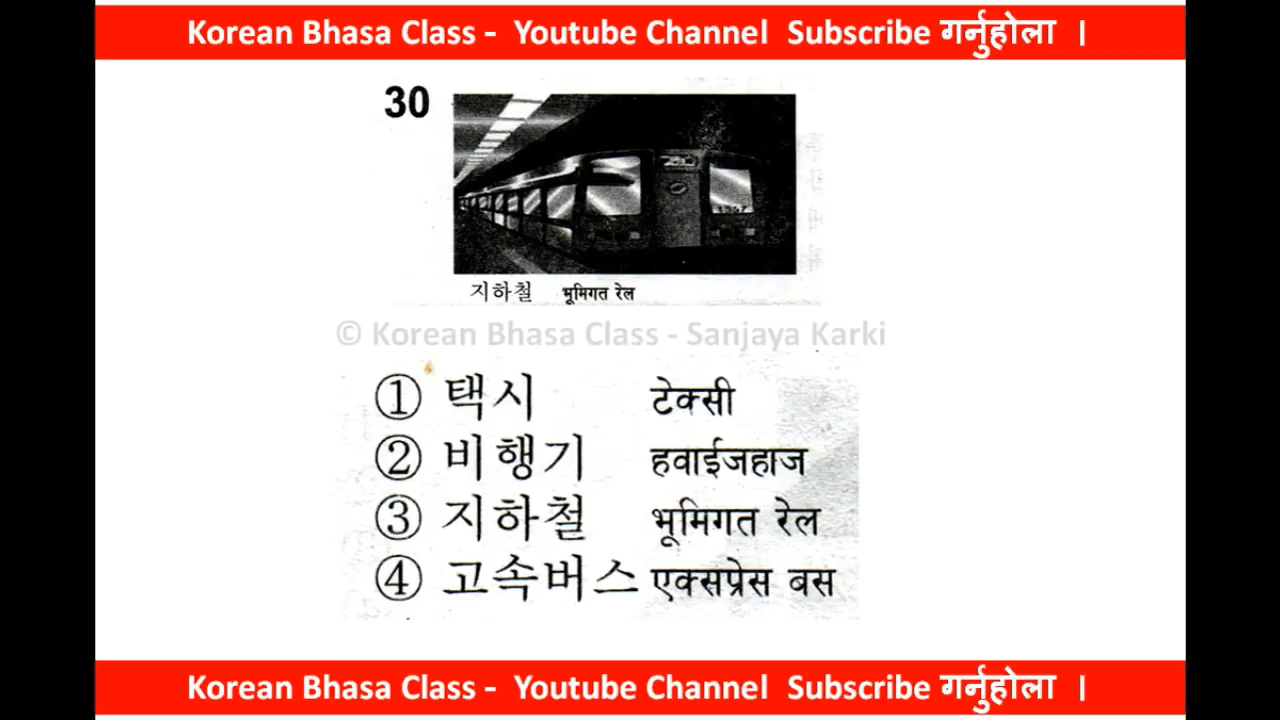 Korean Bhasa Class - Youtube Channel Subscribe गर्नुहोला ।
30
지하철 भूमिगत रेल
© Korean Bhasa Class - Sanjaya Karki
① 택시 टेक्सी
② 비행기 हवाईजहाज
③ 지하철 भूमिगत रेल
④ 고속버스 एक्सप्रेस बस
Korean Bhasa Class - Youtube Channel Subscribe गर्नुहोला ।